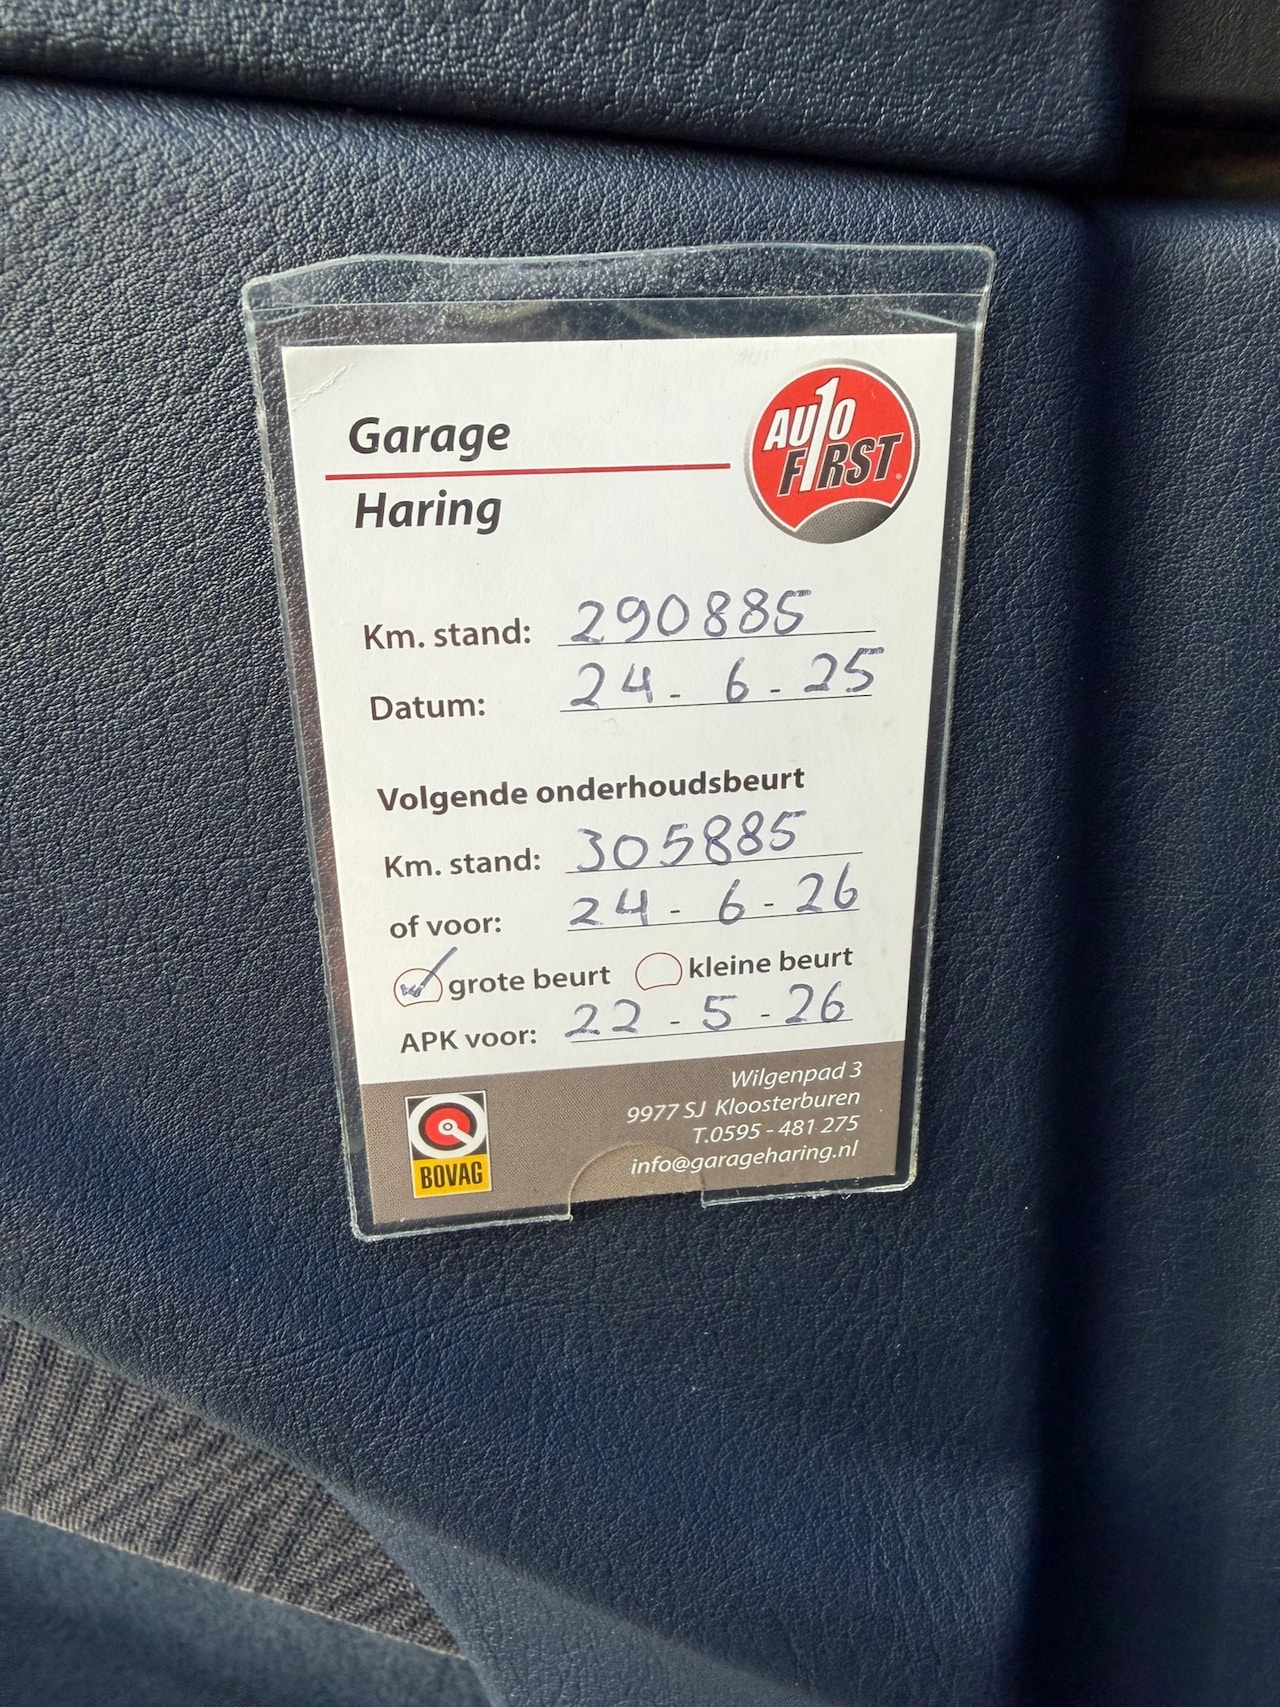 Garage
Haring
AUTO
F1RST
Km. stand: 290885
Datum: 24 - 6 - 25
Volgende onderhoudsbeurt
Km. stand: 305885
of voor: 24 - 6 - 26
grote beurt kleine beurt
APK voor: 22 - 5 - 26
Wilgenpad 3
9977 SJ Kloosterburen
T.0595 - 481 275
info@garageharing.nl
BOVAG